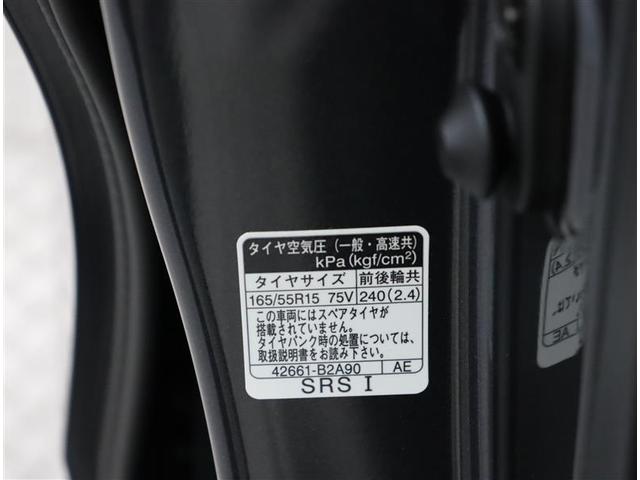 タイヤ空気圧 (一般・高速共)
kPa(kgf/cm²)
タイヤサイズ 前後輪共
165/55R15 75V 240(2.4)
この車両にはスペアタイヤが
搭載されていません。
タイヤパンク時の処置については、
取扱説明書をお読み下さい。
42661-B2A90 AE
SRS I
AE